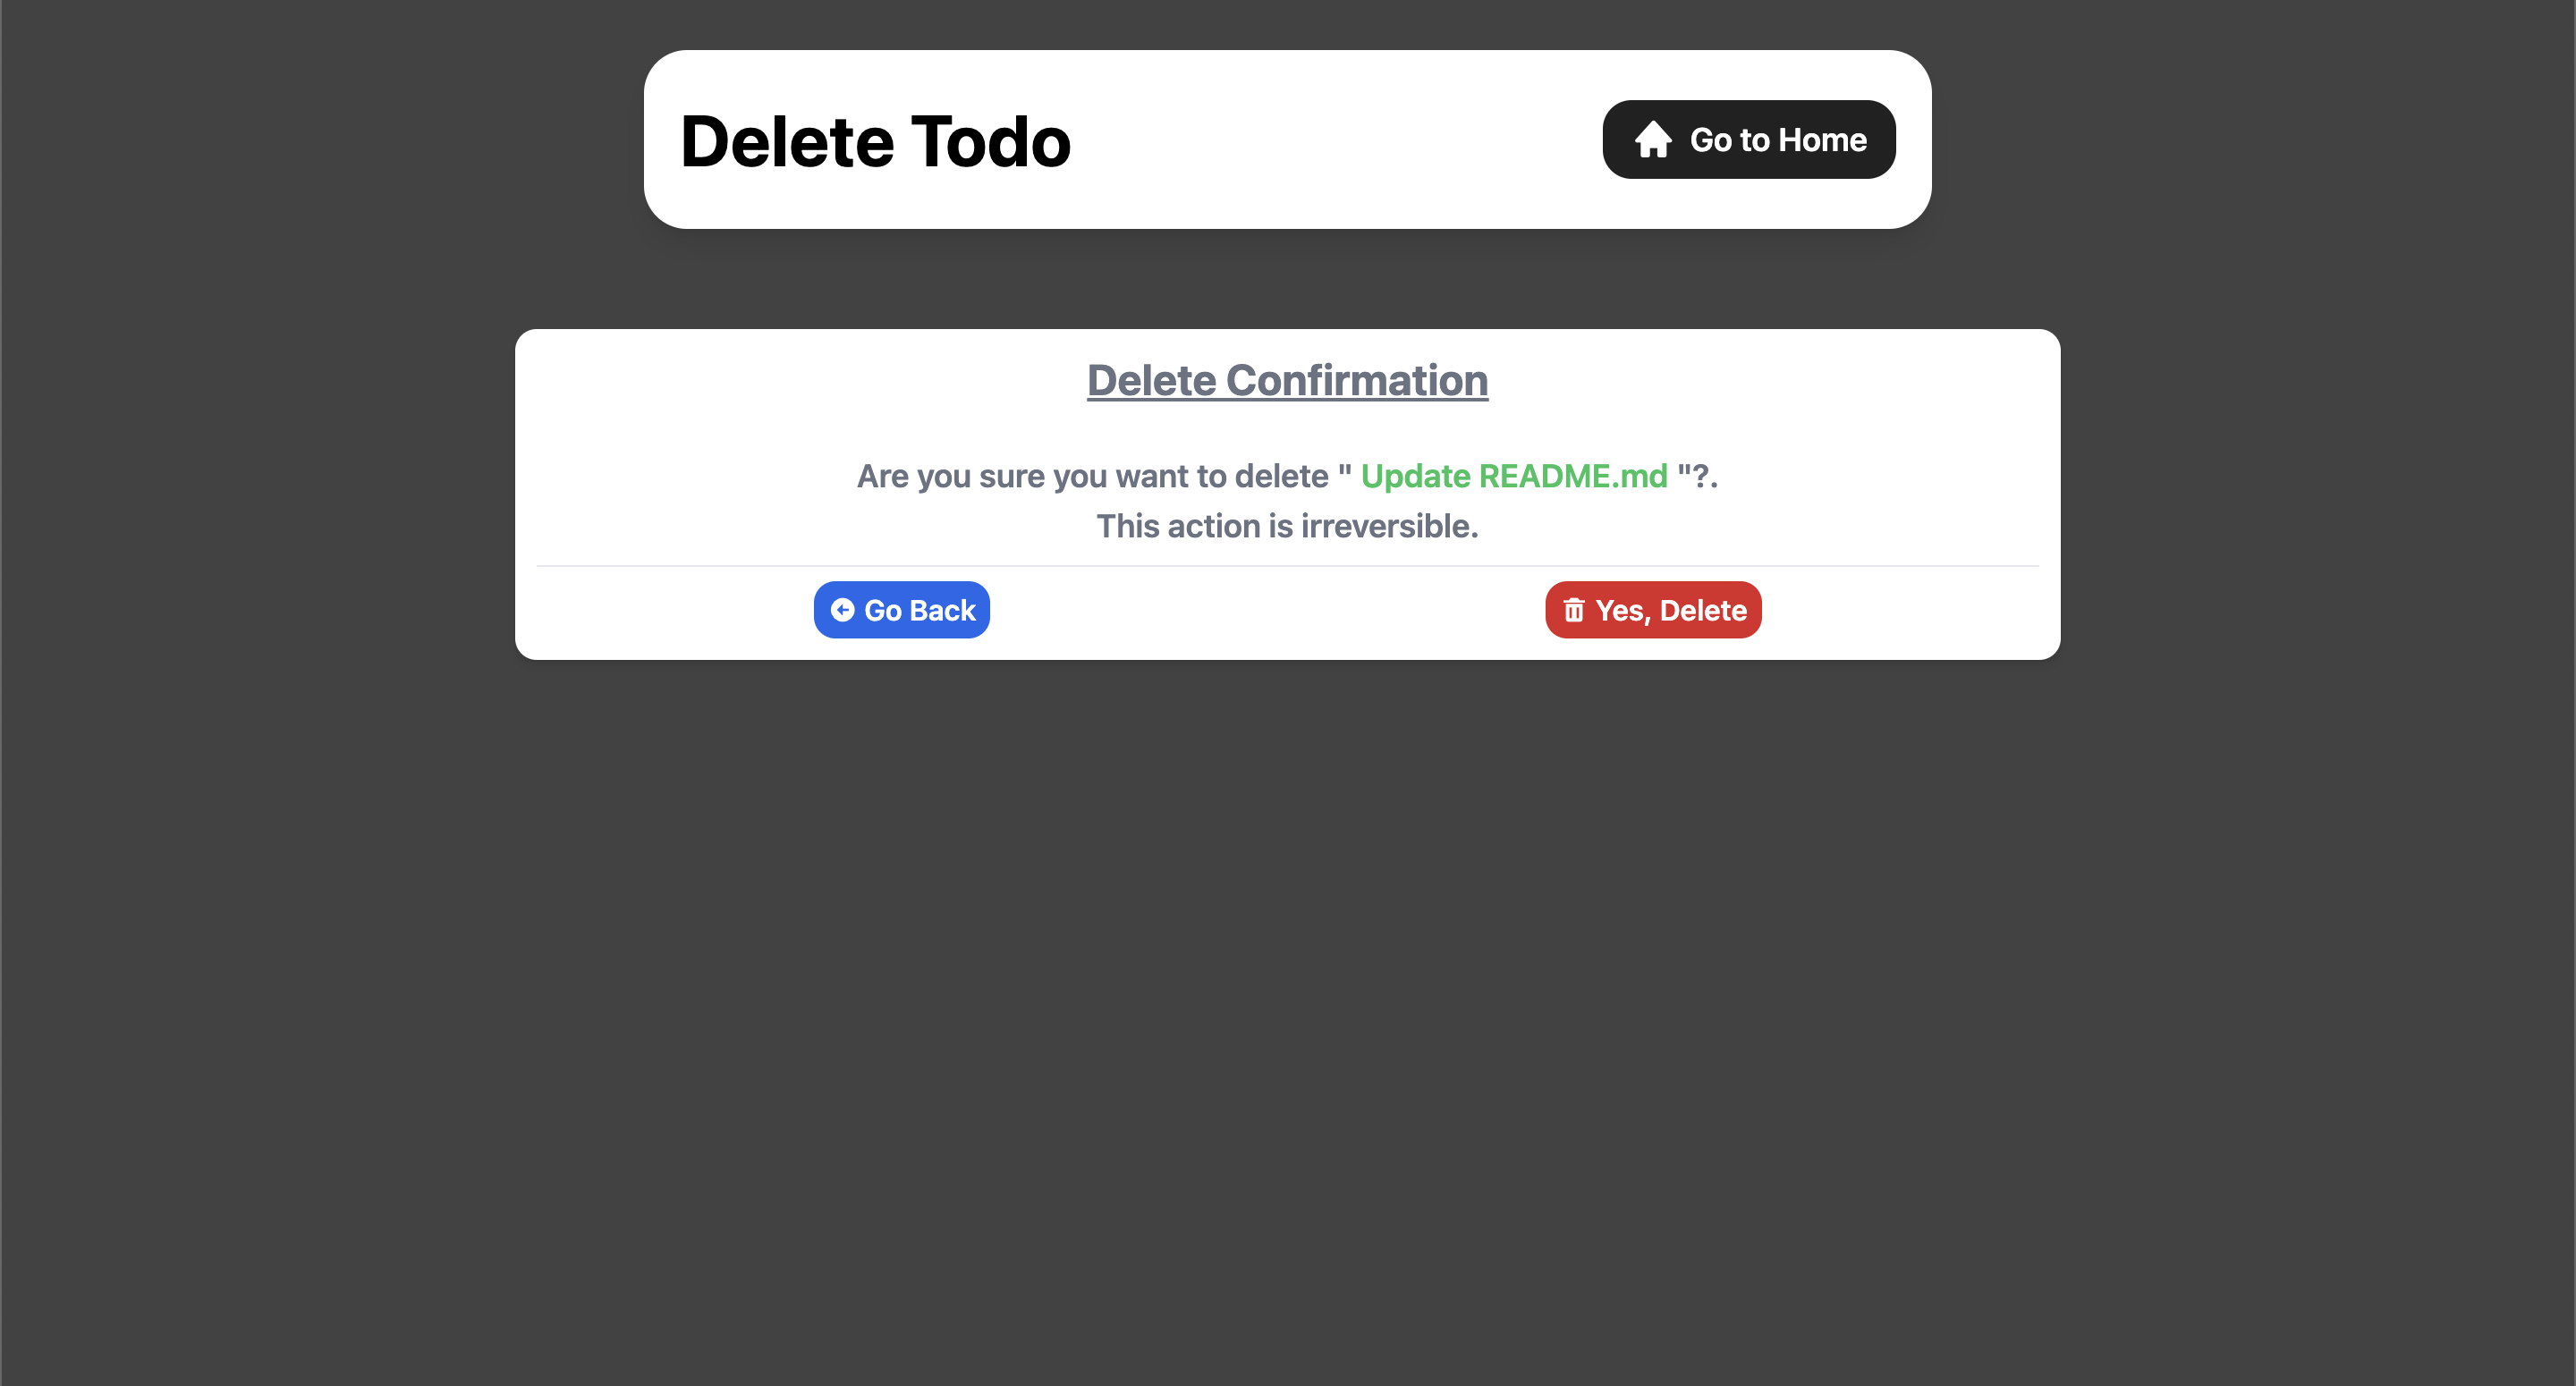 Delete Todo
Go to Home
Delete Confirmation
Are you sure you want to delete " Update README.md "?.
This action is irreversible.
Go Back
Yes, Delete